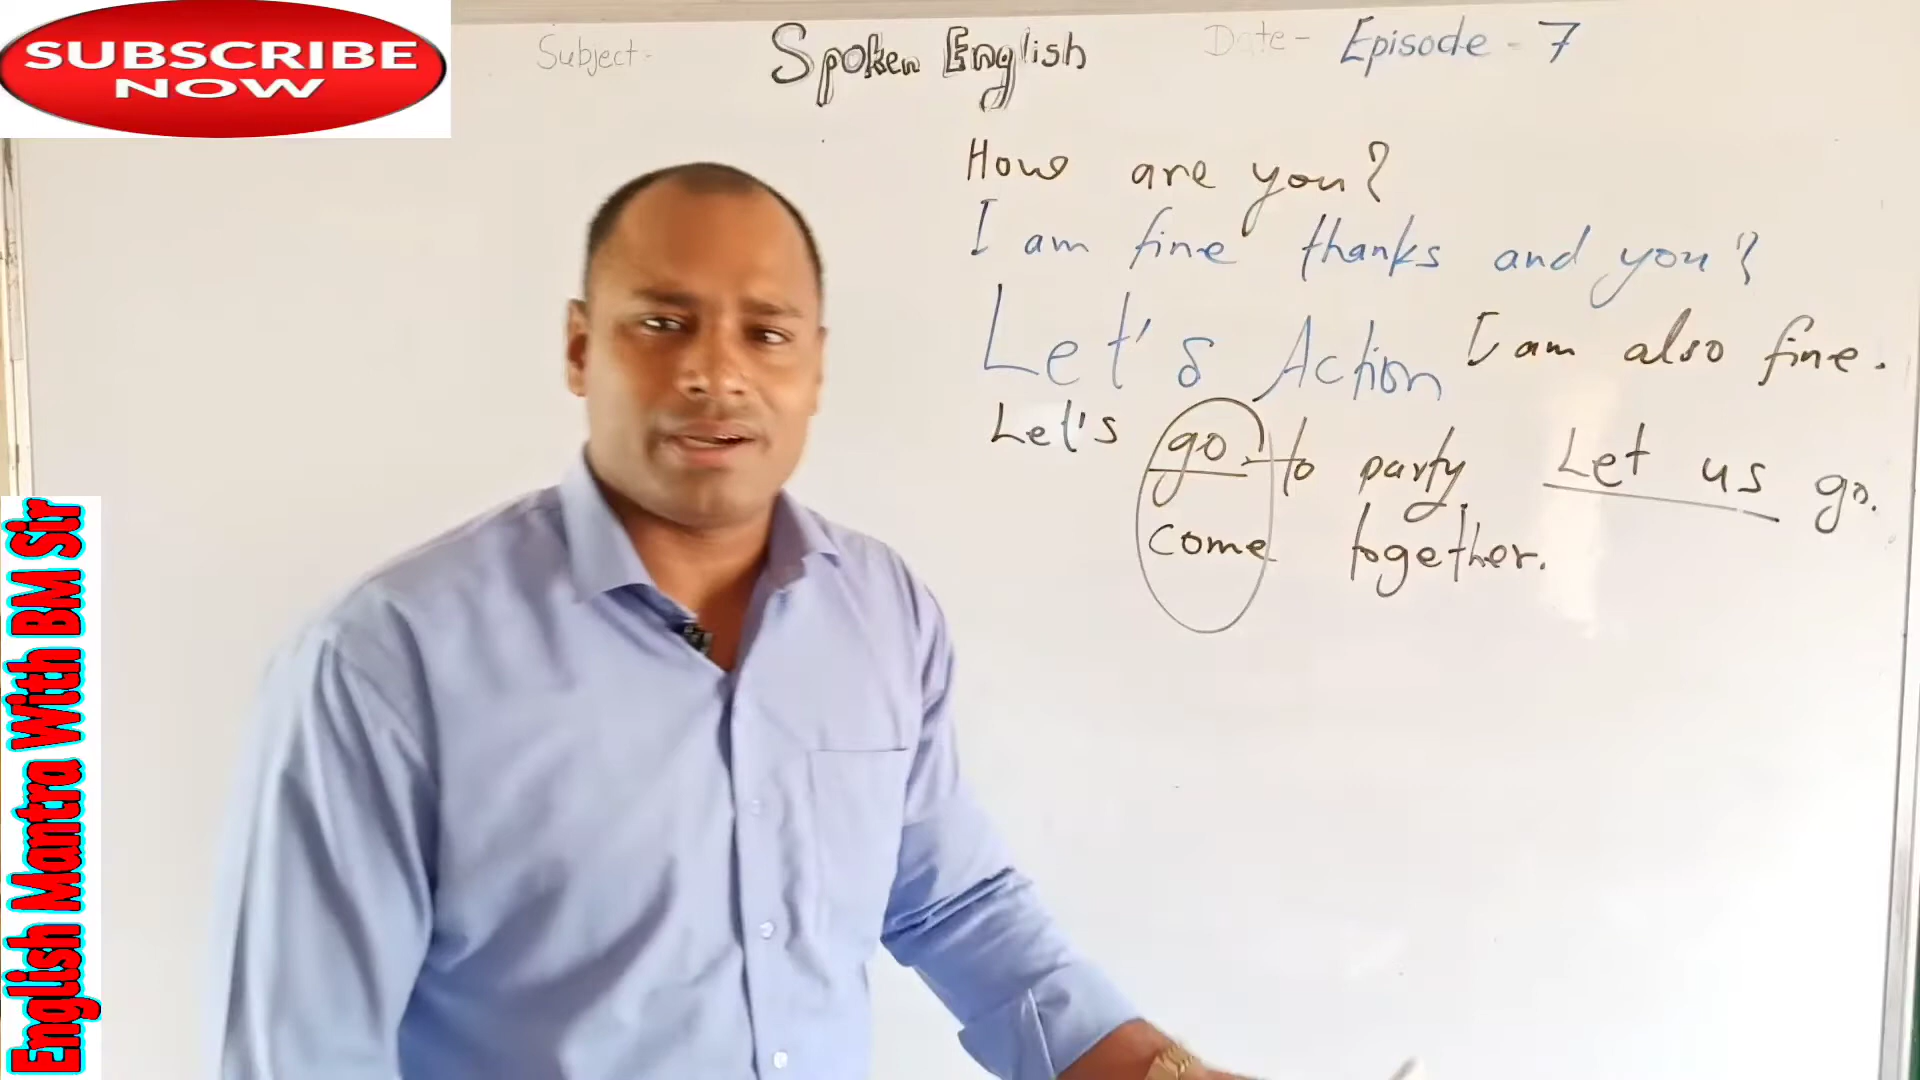 SUBSCRIBE
NOW
Subject:- Spoken English Date- Episode - 7
How are you?
I am fine thanks and you?
Let's Action I am also fine.
Let's go to party Let us go.
come together.
English Mantra With BM Sir